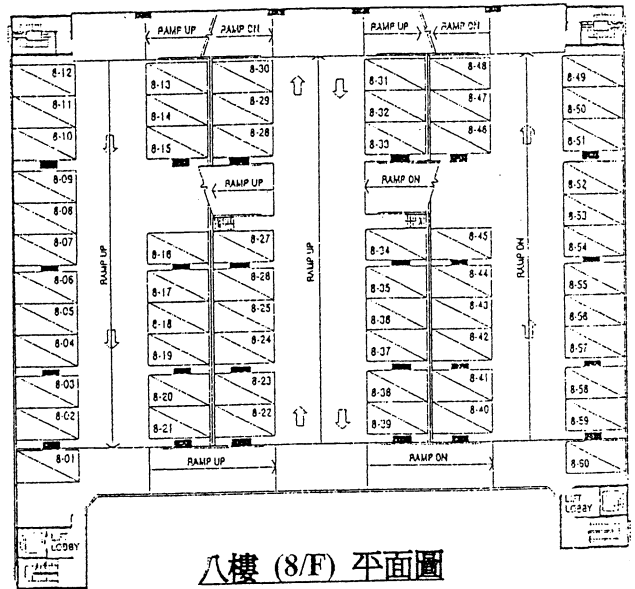 RAMP UP RAMP ON RAMP UP RAMP ON
8-12 8-13 8-30 8-31 8-48 8-49
8-11 8-14 8-29 8-32 8-47 8-50
8-10 8-15 8-28 8-33 8-46 8-51
8-09 RAMP UP RAMP ON 8-52
8-08 8-53
8-07 8-16 8-27 8-34 8-45 8-54
RAMP UP RAMP UP RAMP ON
8-06 8-17 8-26 8-35 8-44 8-55
8-05 8-18 8-25 8-36 8-43 8-56
8-04 8-19 8-24 8-37 8-42 8-57
8-03 8-20 8-23 8-38 8-41 8-58
8-02 8-21 8-22 8-39 8-40 8-59
8-01 RAMP UP RAMP ON 8-60
LIFT
LOBBY
LIFT
LOBBY
八樓 (8/F) 平面圖